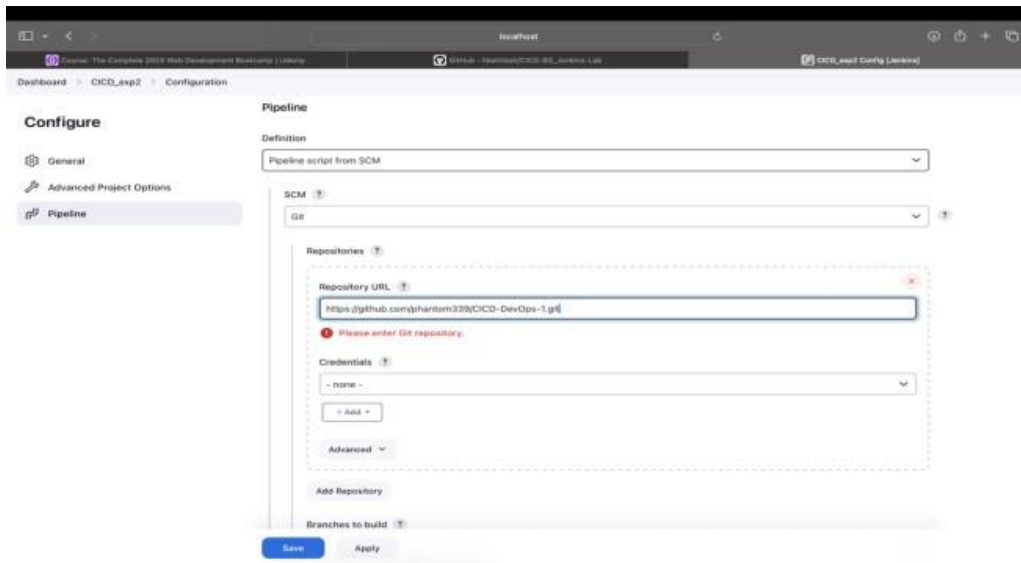 localhost
Course: The Complete 2023 Web Development Bootcamp | Udemy
CICD_exp2 Config [Jenkins]
Dashboard > CICD_exp2 > Configuration
Configure
General
Advanced Project Options
Pipeline
Pipeline
Definition
Pipeline script from SCM
SCM ?
Git
?
Repositories ?
Repository URL ?
https://github.com/phantom339/CICD-DevOps-1.git
Please enter Git repository.
Credentials ?
- none -
+ Add
Advanced
Add Repository
Branches to build ?
Save
Apply